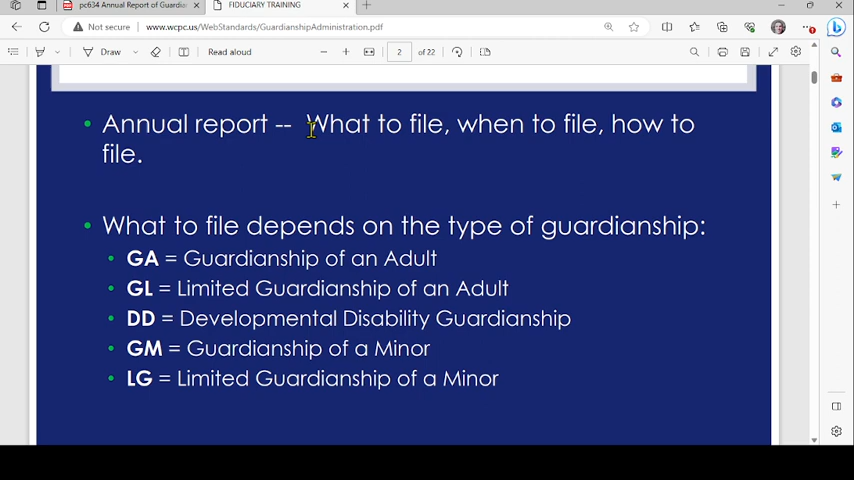 pc634 Annual Report of Guardi
FIDUCIARY TRAINING
Not secure
www.wcpc.us/WebStandards/GuardianshipAdministration.pdf
Draw
Read aloud
2
of 22
• Annual report -- What to file, when to file, how to
file.
• What to file depends on the type of guardianship:
• GA = Guardianship of an Adult
• GL = Limited Guardianship of an Adult
• DD = Developmental Disability Guardianship
• GM = Guardianship of a Minor
• LG = Limited Guardianship of a Minor